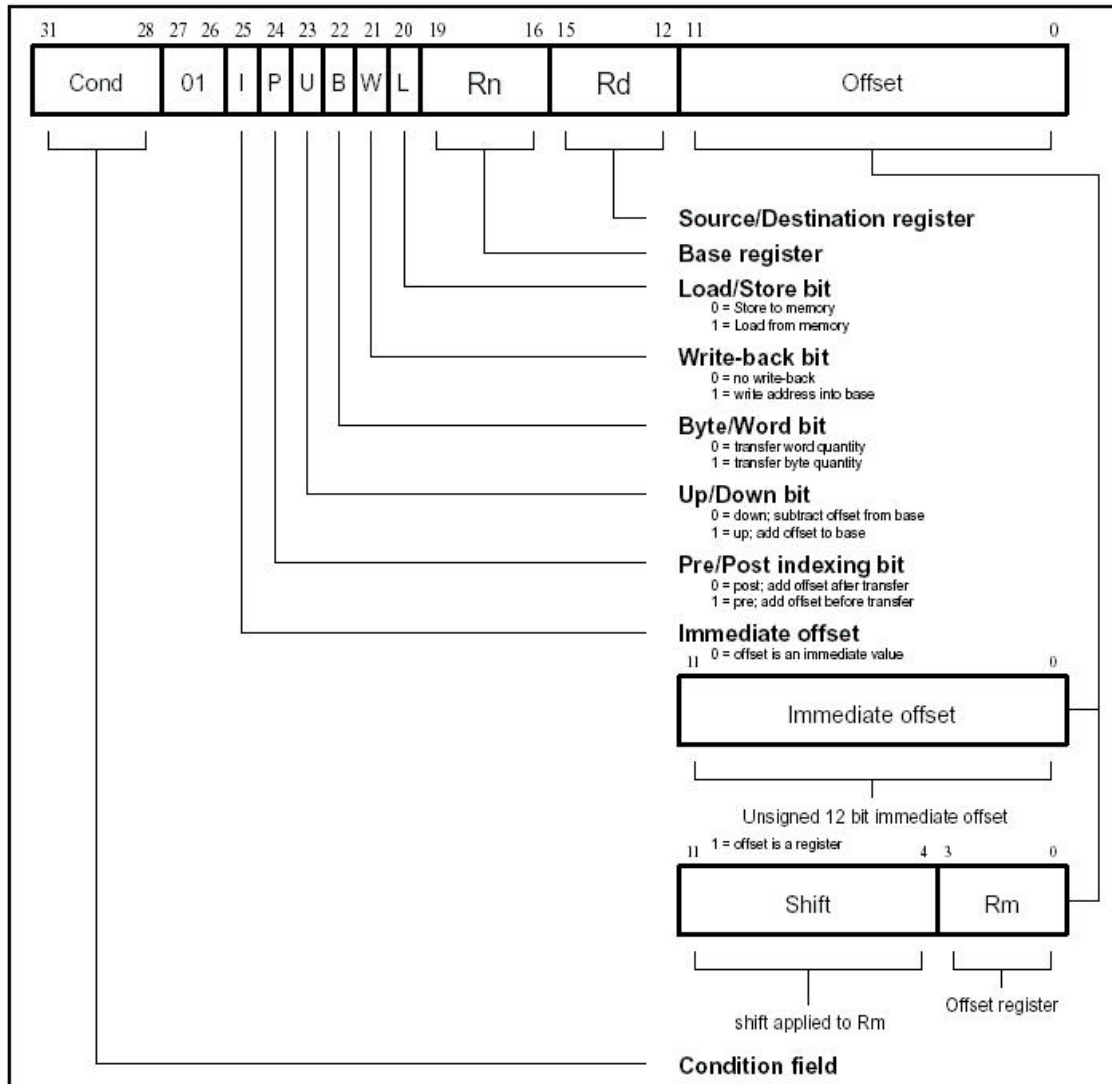 31 28 27 26 25 24 23 22 21 20 19 16 15 12 11 0
Cond 01 I P U B W L Rn Rd Offset
Source/Destination register
Base register
Load/Store bit
0 = Store to memory
1 = Load from memory
Write-back bit
0 = no write-back
1 = write address into base
Byte/Word bit
0 = transfer word quantity
1 = transfer byte quantity
Up/Down bit
0 = down; subtract offset from base
1 = up; add offset to base
Pre/Post indexing bit
0 = post; add offset after transfer
1 = pre; add offset before transfer
Immediate offset
0 = offset is an immediate value
11 0
Immediate offset
Unsigned 12 bit immediate offset
1 = offset is a register
11 4 3 0
Shift Rm
shift applied to Rm
Offset register
Condition field